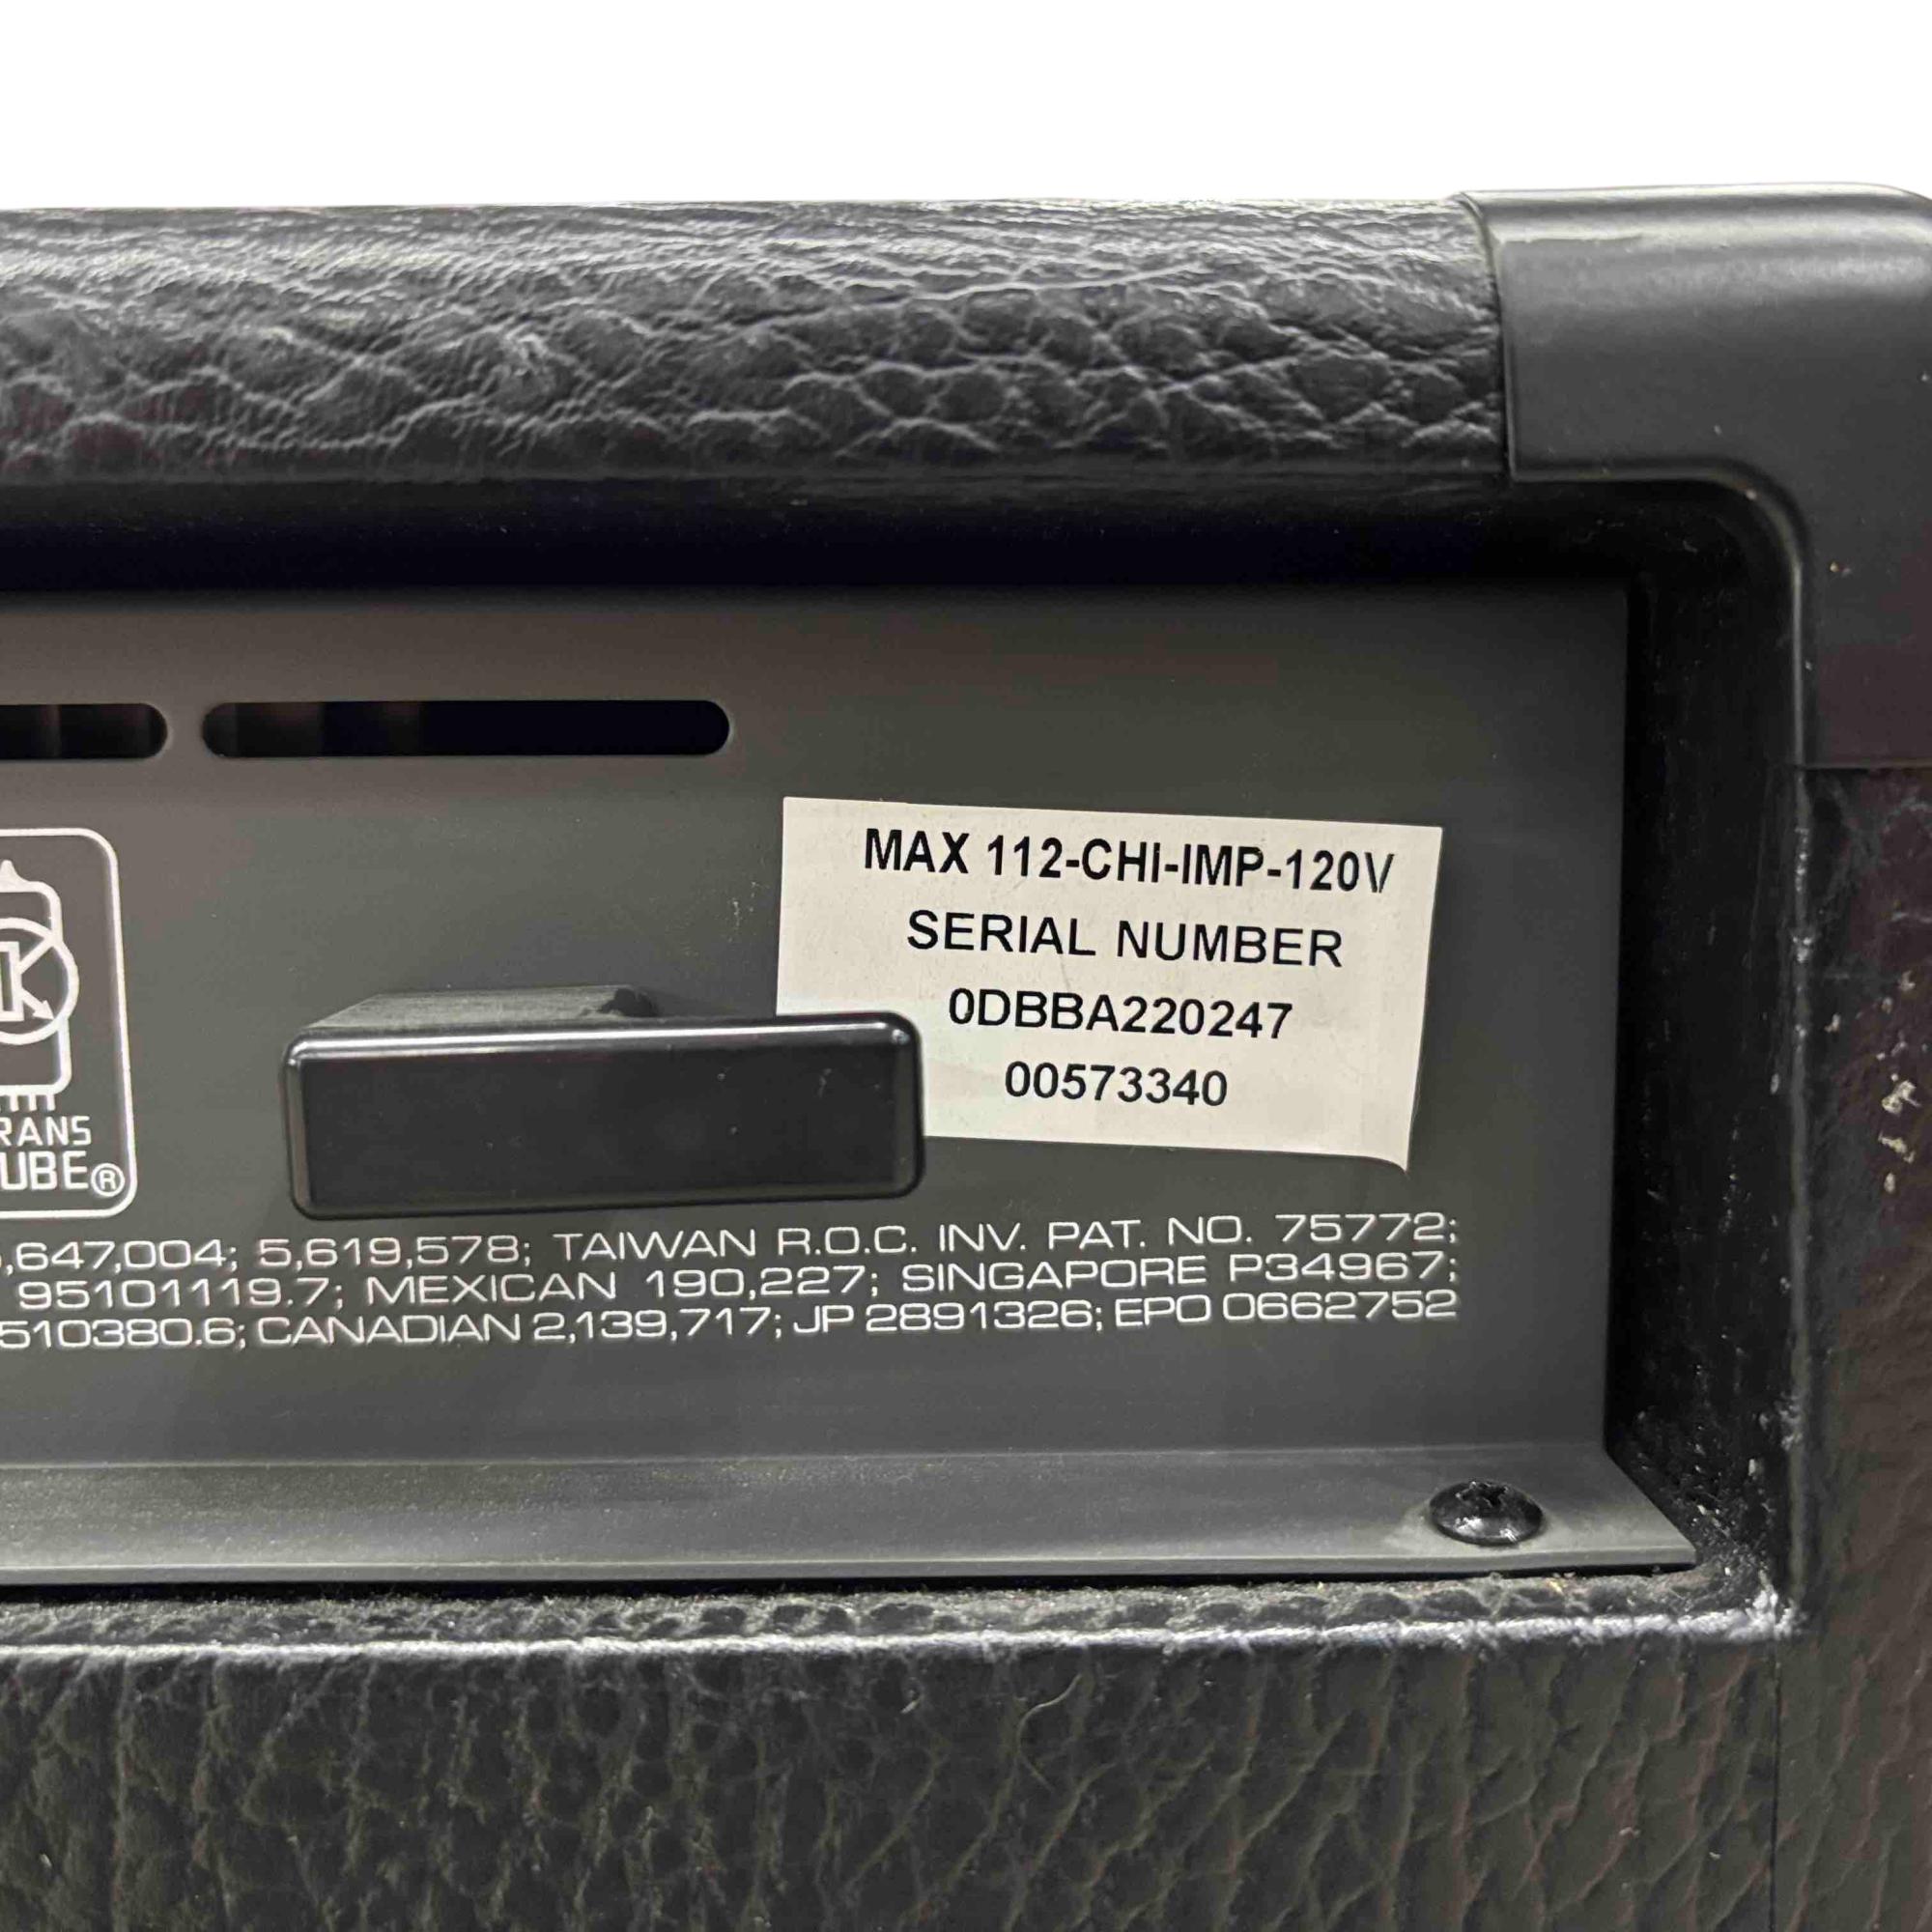 MAX 112-CHI-IMP-120V
SERIAL NUMBER
0DBBA220247
00573340
TK
RANS
UBE®
,647,004; 5,619,578; TAIWAN R.O.C. INV. PAT. NO. 75772;
95101119.7; MEXICAN 190,227; SINGAPORE P34967;
510380.6; CANADIAN 2,139,717; JP 2891326; EPO 0662752